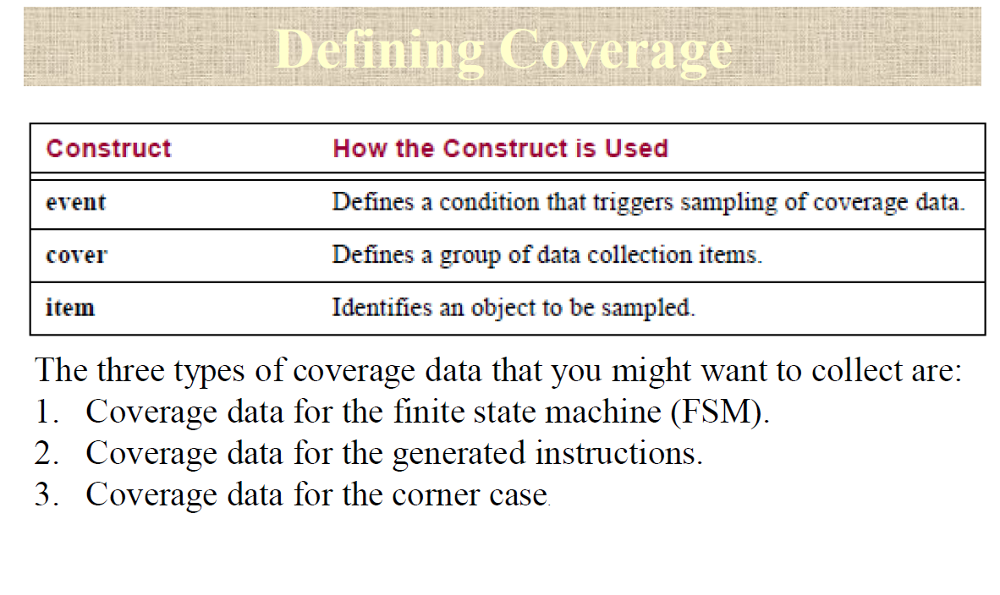 Defining Coverage
Construct How the Construct is Used
event Defines a condition that triggers sampling of coverage data.
cover Defines a group of data collection items.
item Identifies an object to be sampled.
The three types of coverage data that you might want to collect are:
1. Coverage data for the finite state machine (FSM).
2. Coverage data for the generated instructions.
3. Coverage data for the corner case.